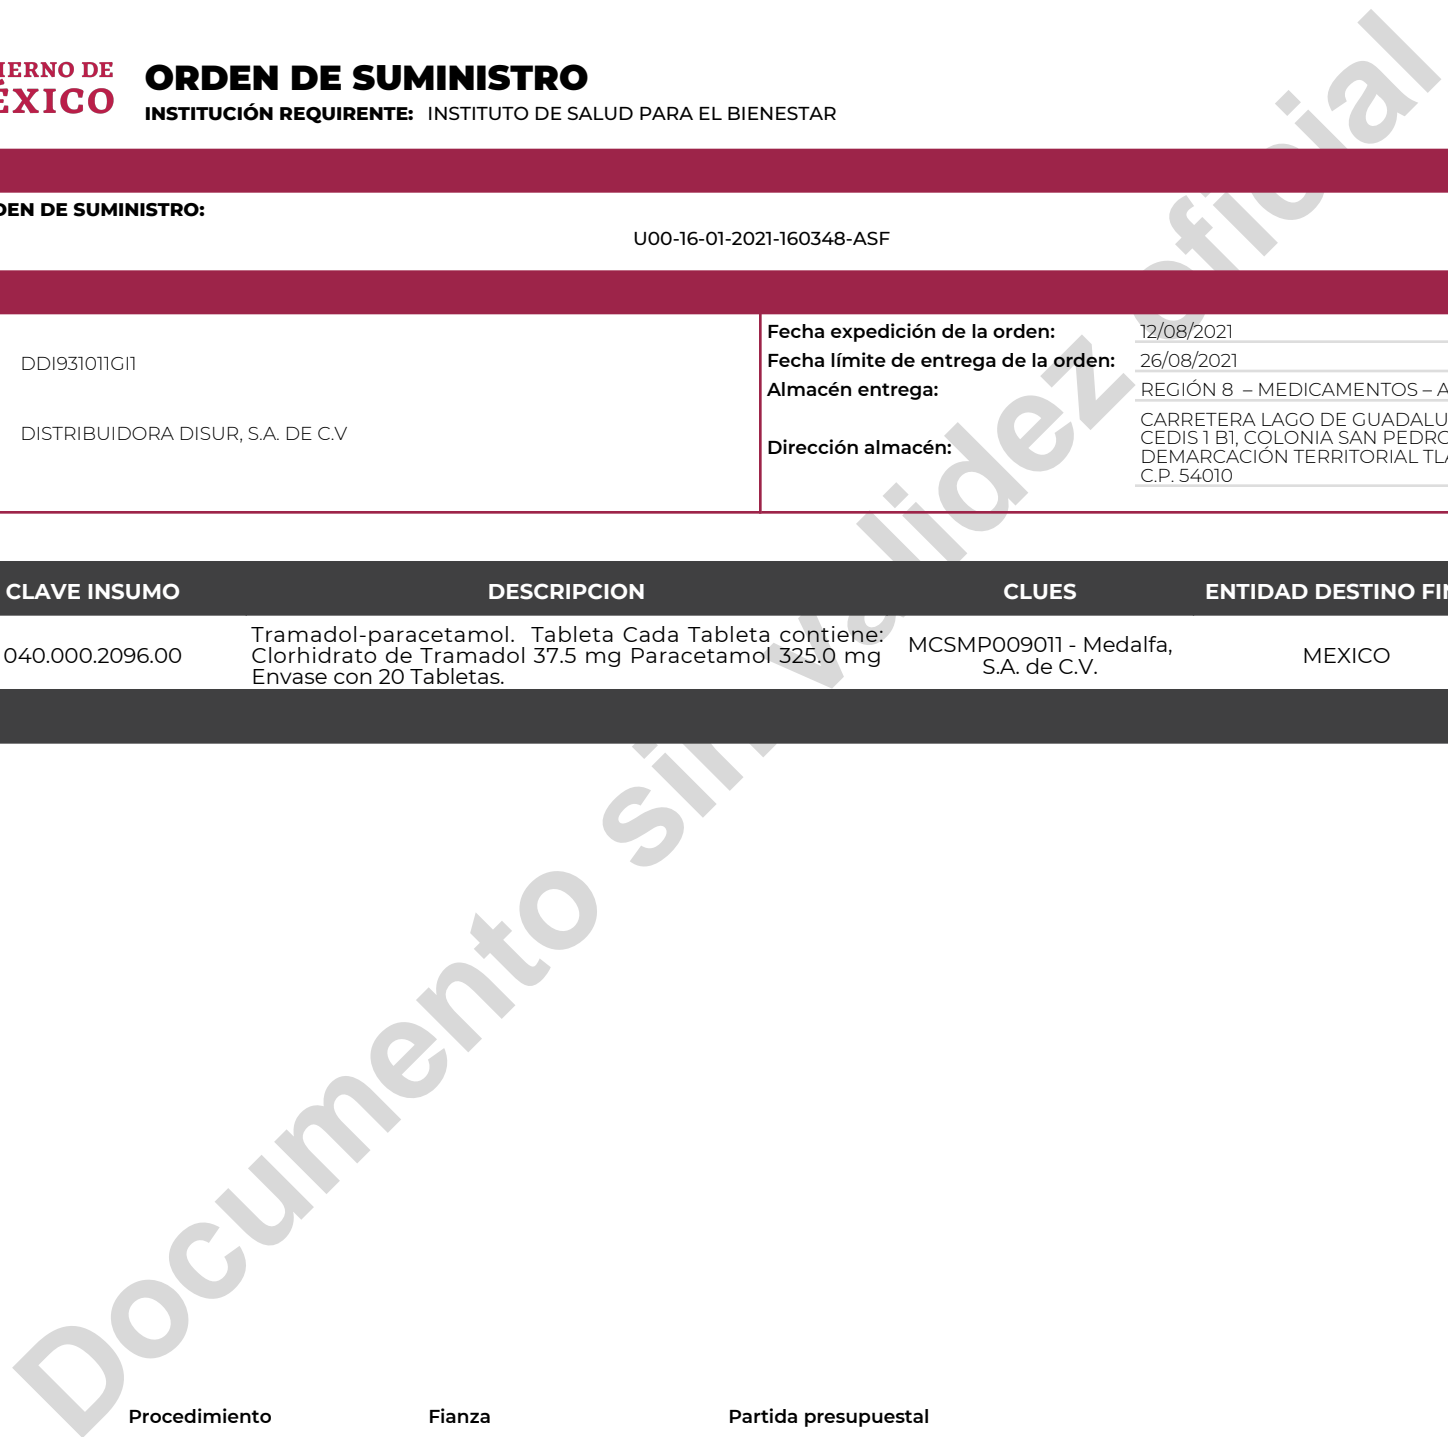 IERNO DE
ÉXICO
ORDEN DE SUMINISTRO
INSTITUCIÓN REQUIRENTE: INSTITUTO DE SALUD PARA EL BIENESTAR
DEN DE SUMINISTRO:
U00-16-01-2021-160348-ASF
DDI931011GI1
DISTRIBUIDORA DISUR, S.A. DE C.V
Fecha expedición de la orden: 12/08/2021
Fecha límite de entrega de la orden: 26/08/2021
Almacén entrega: REGIÓN 8 – MEDICAMENTOS – A
Dirección almacén:
CARRETERA LAGO DE GUADALU
CEDIS 1 B1, COLONIA SAN PEDRO
DEMARCACIÓN TERRITORIAL TLA
C.P. 54010
CLAVE INSUMO DESCRIPCION CLUES ENTIDAD DESTINO FIN
040.000.2096.00
Tramadol-paracetamol. Tableta Cada Tableta contiene:
Clorhidrato de Tramadol 37.5 mg Paracetamol 325.0 mg
Envase con 20 Tabletas.
MCSMP009011 - Medalfa,
S.A. de C.V.
MEXICO
Procedimiento Fianza Partida presupuestal
Documento sin validez oficial